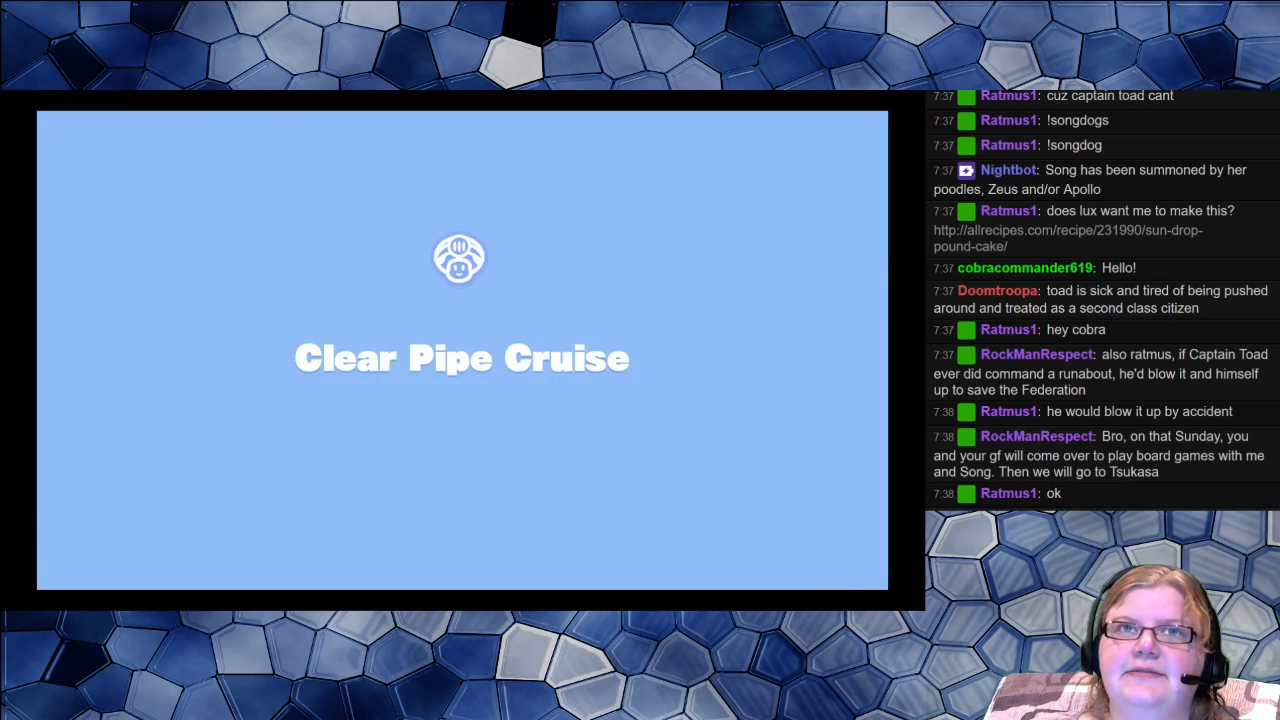 Clear Pipe Cruise
7:37 Ratmus1: cuz captain toad cant
7:37 Ratmus1: !songdogs
7:37 Ratmus1: !songdog
7:37 Nightbot: Song has been summoned by her
poodles, Zeus and/or Apollo
7:37 Ratmus1: does lux want me to make this?
http://allrecipes.com/recipe/231990/sun-drop-
pound-cake/
7:37 cobracommander619: Hello!
7:37 Doomtroopa: toad is sick and tired of being pushed
around and treated as a second class citizen
7:37 Ratmus1: hey cobra
7:37 RockManRespect: also ratmus, if Captain Toad
ever did command a runabout, he'd blow it and himself
up to save the Federation
7:38 Ratmus1: he would blow it up by accident
7:38 RockManRespect: Bro, on that Sunday, you
and your gf will come over to play board games with me
and Song. Then we will go to Tsukasa
7:38 Ratmus1: ok